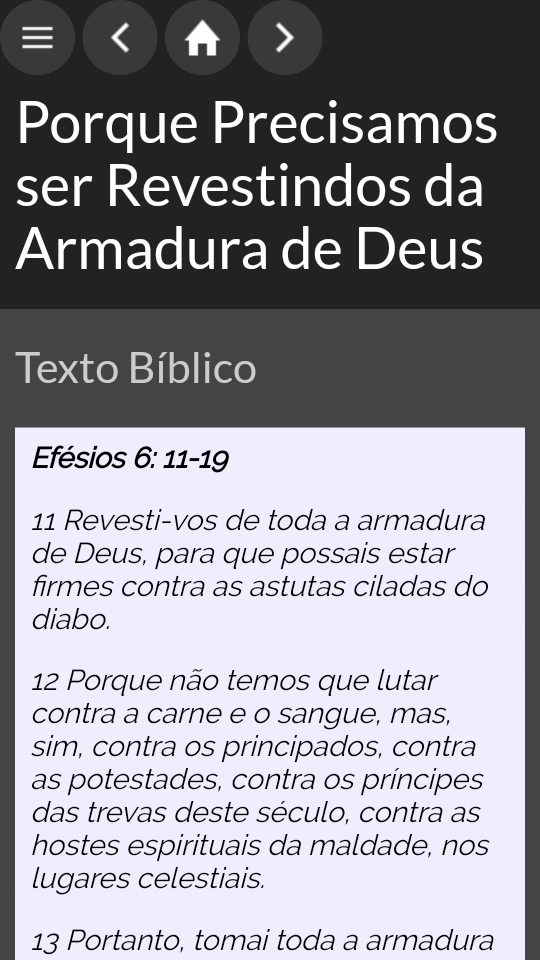 Porque Precisamos
ser Revestindos da
Armadura de Deus
Texto Bíblico
Efésios 6: 11-19
11 Revesti-vos de toda a armadura
de Deus, para que possais estar
firmes contra as astutas ciladas do
diabo.
12 Porque não temos que lutar
contra a carne e o sangue, mas,
sim, contra os principados, contra
as potestades, contra os príncipes
das trevas deste século, contra as
hostes espirituais da maldade, nos
lugares celestiais.
13 Portanto, tomai toda a armadura